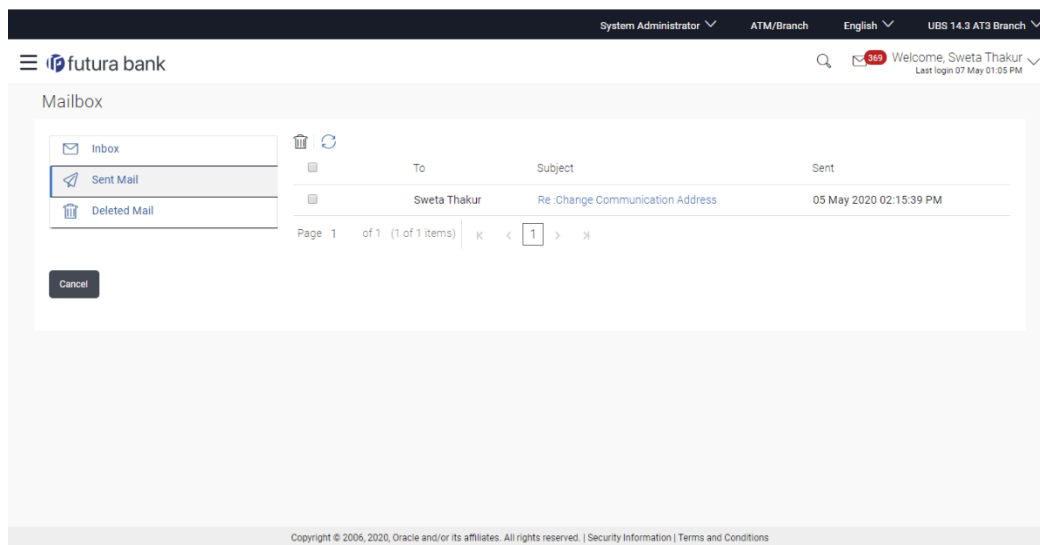 System Administrator ATM/Branch English UBS 14.3 AT3 Branch
futura bank 369 Welcome, Sweta Thakur
Last login 07 May 01:05 PM
Mailbox
Inbox
Sent Mail
Deleted Mail
To Subject Sent
Sweta Thakur Re :Change Communication Address 05 May 2020 02:15:39 PM
Page 1 of 1 (1 of 1 items) 1
Cancel
Copyright © 2006, 2020, Oracle and/or its affiliates. All rights reserved. | Security Information | Terms and Conditions